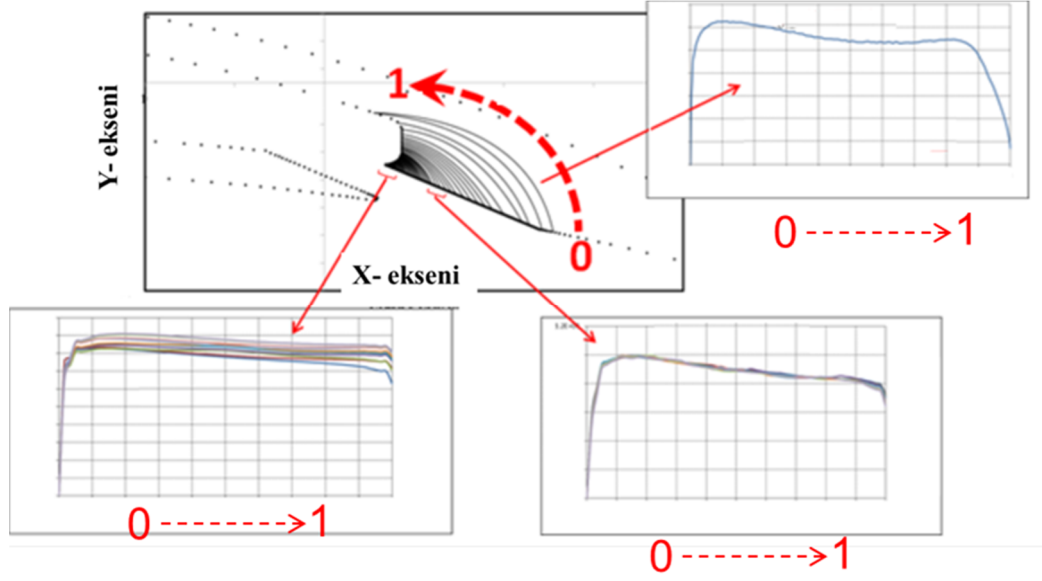 1
Y- ekseni
0
X- ekseni
0 --------> 1
0 --------> 1
0 --------> 1